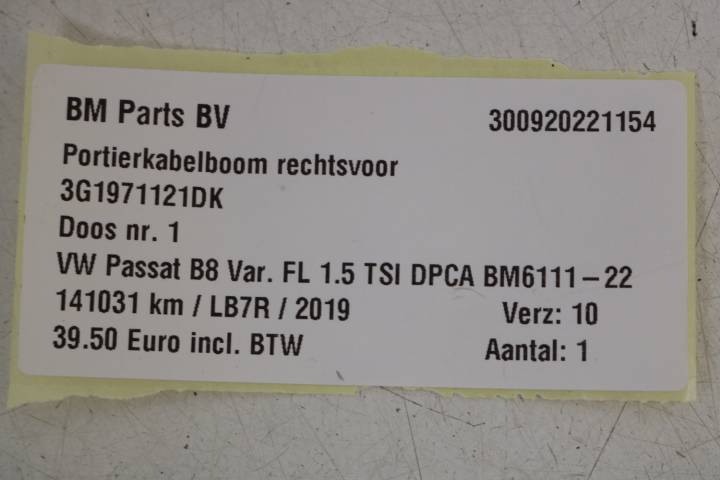 BM Parts BV 300920221154
Portierkabelboom rechtsvoor
3G1971121DK
Doos nr. 1
VW Passat B8 Var. FL 1.5 TSI DPCA BM6111-22
141031 km / LB7R / 2019 Verz: 10
39.50 Euro incl. BTW Aantal: 1